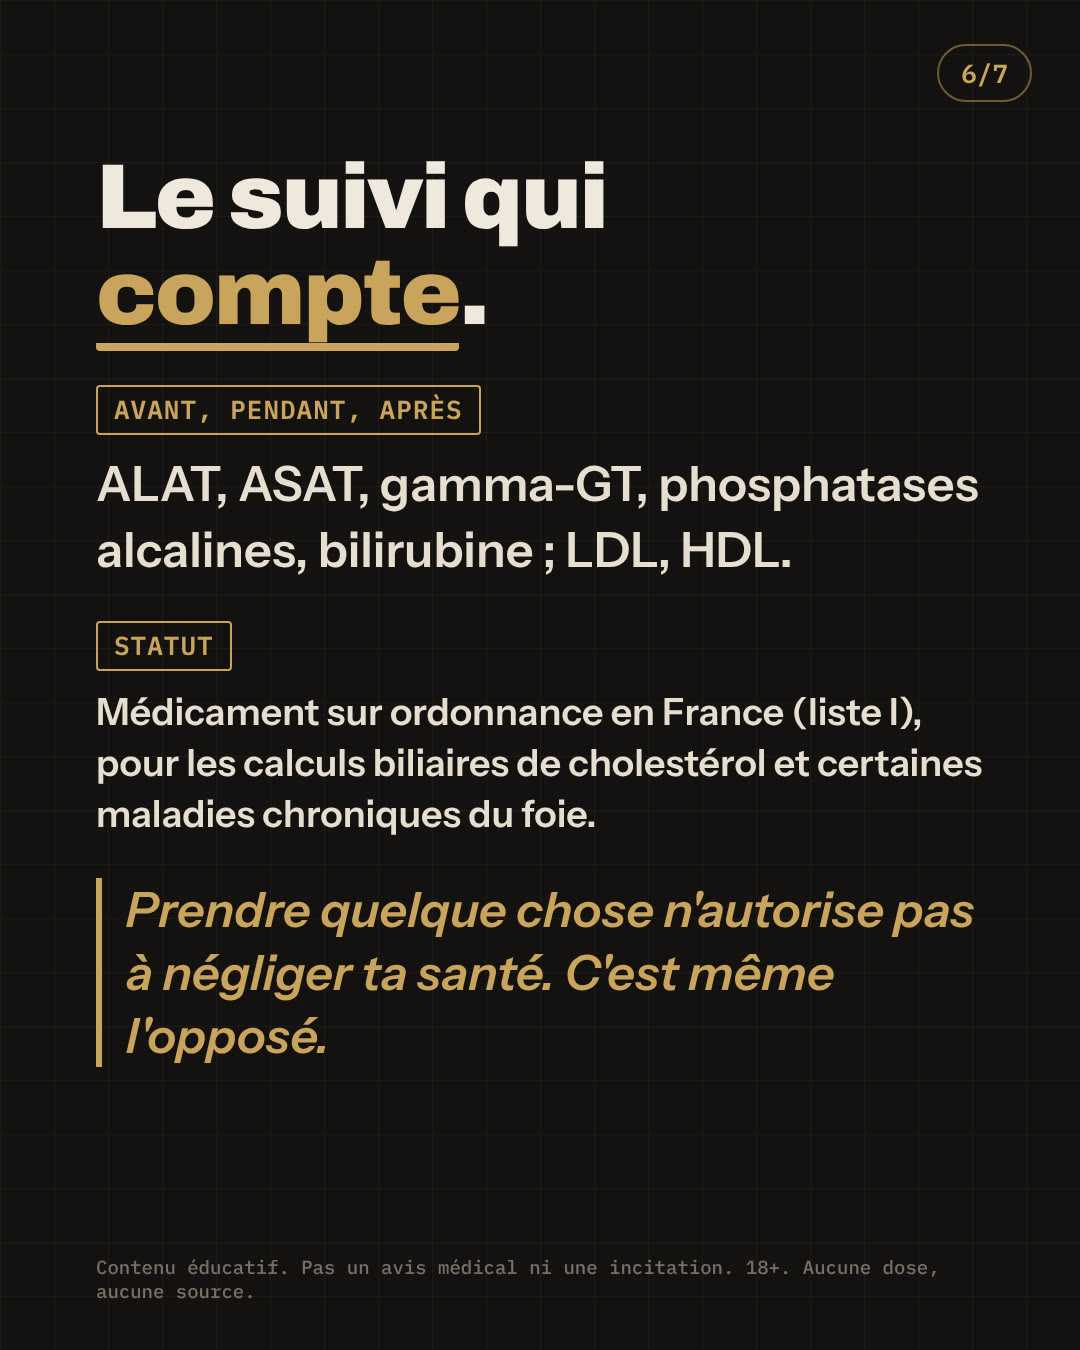 6/7
Le suivi qui
compte.
AVANT, PENDANT, APRÈS
ALAT, ASAT, gamma-GT, phosphatases
alcalines, bilirubine ; LDL, HDL.
STATUT
Médicament sur ordonnance en France (liste I),
pour les calculs biliaires de cholestérol et certaines
maladies chroniques du foie.
Prendre quelque chose n'autorise pas
à négliger ta santé. C'est même
l'opposé.
Contenu éducatif. Pas un avis médical ni une incitation. 18+. Aucune dose,
aucune source.